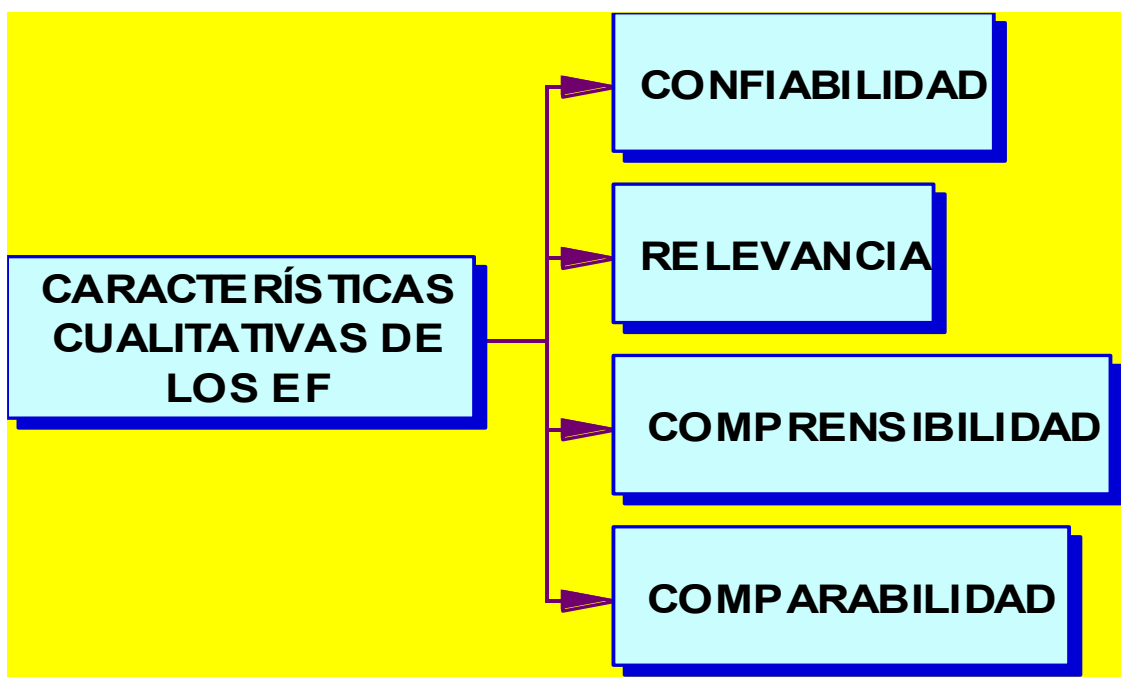 CARACTERÍSTICAS
CUALITATIVAS DE
LOS EF
CONFIABILIDAD
RELEVANCIA
COMPRENSIBILIDAD
COMPARABILIDAD